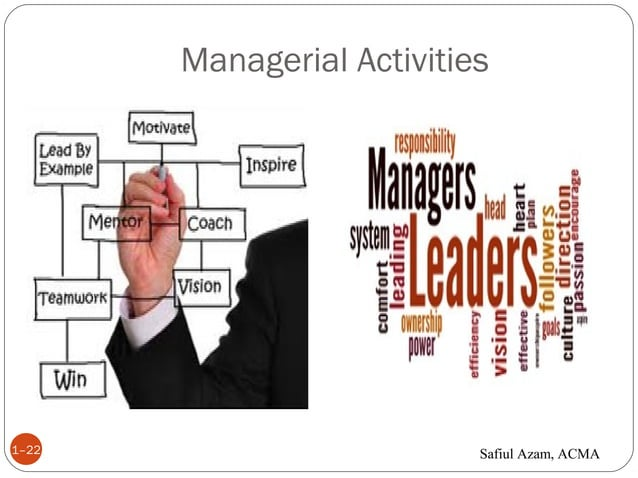 Managerial Activities
Motivate
Lead By
Example
Inspire
Mentor
Coach
Teamwork
Vision
Win
responsibility
Managers
head
heart
plan
encourage
system
leading
Leaders
followers
direction
passion
comfort
ownership
power
efficiency
vision
effective
goals
culture
1–22
Safiul Azam, ACMA